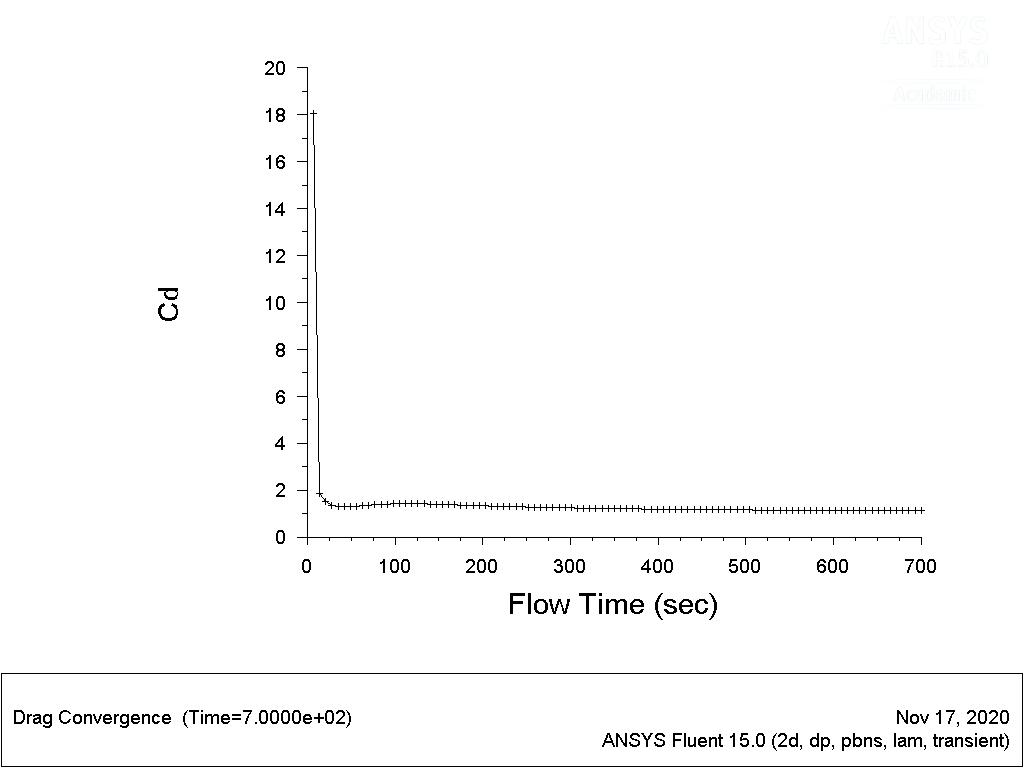 ANSYS
R15.0
Academic
20
18
16
14
12
10
8
6
4
2
0
Cd
0 100 200 300 400 500 600 700
Flow Time (sec)
Drag Convergence (Time=7.0000e+02)
Nov 17, 2020
ANSYS Fluent 15.0 (2d, dp, pbns, lam, transient)